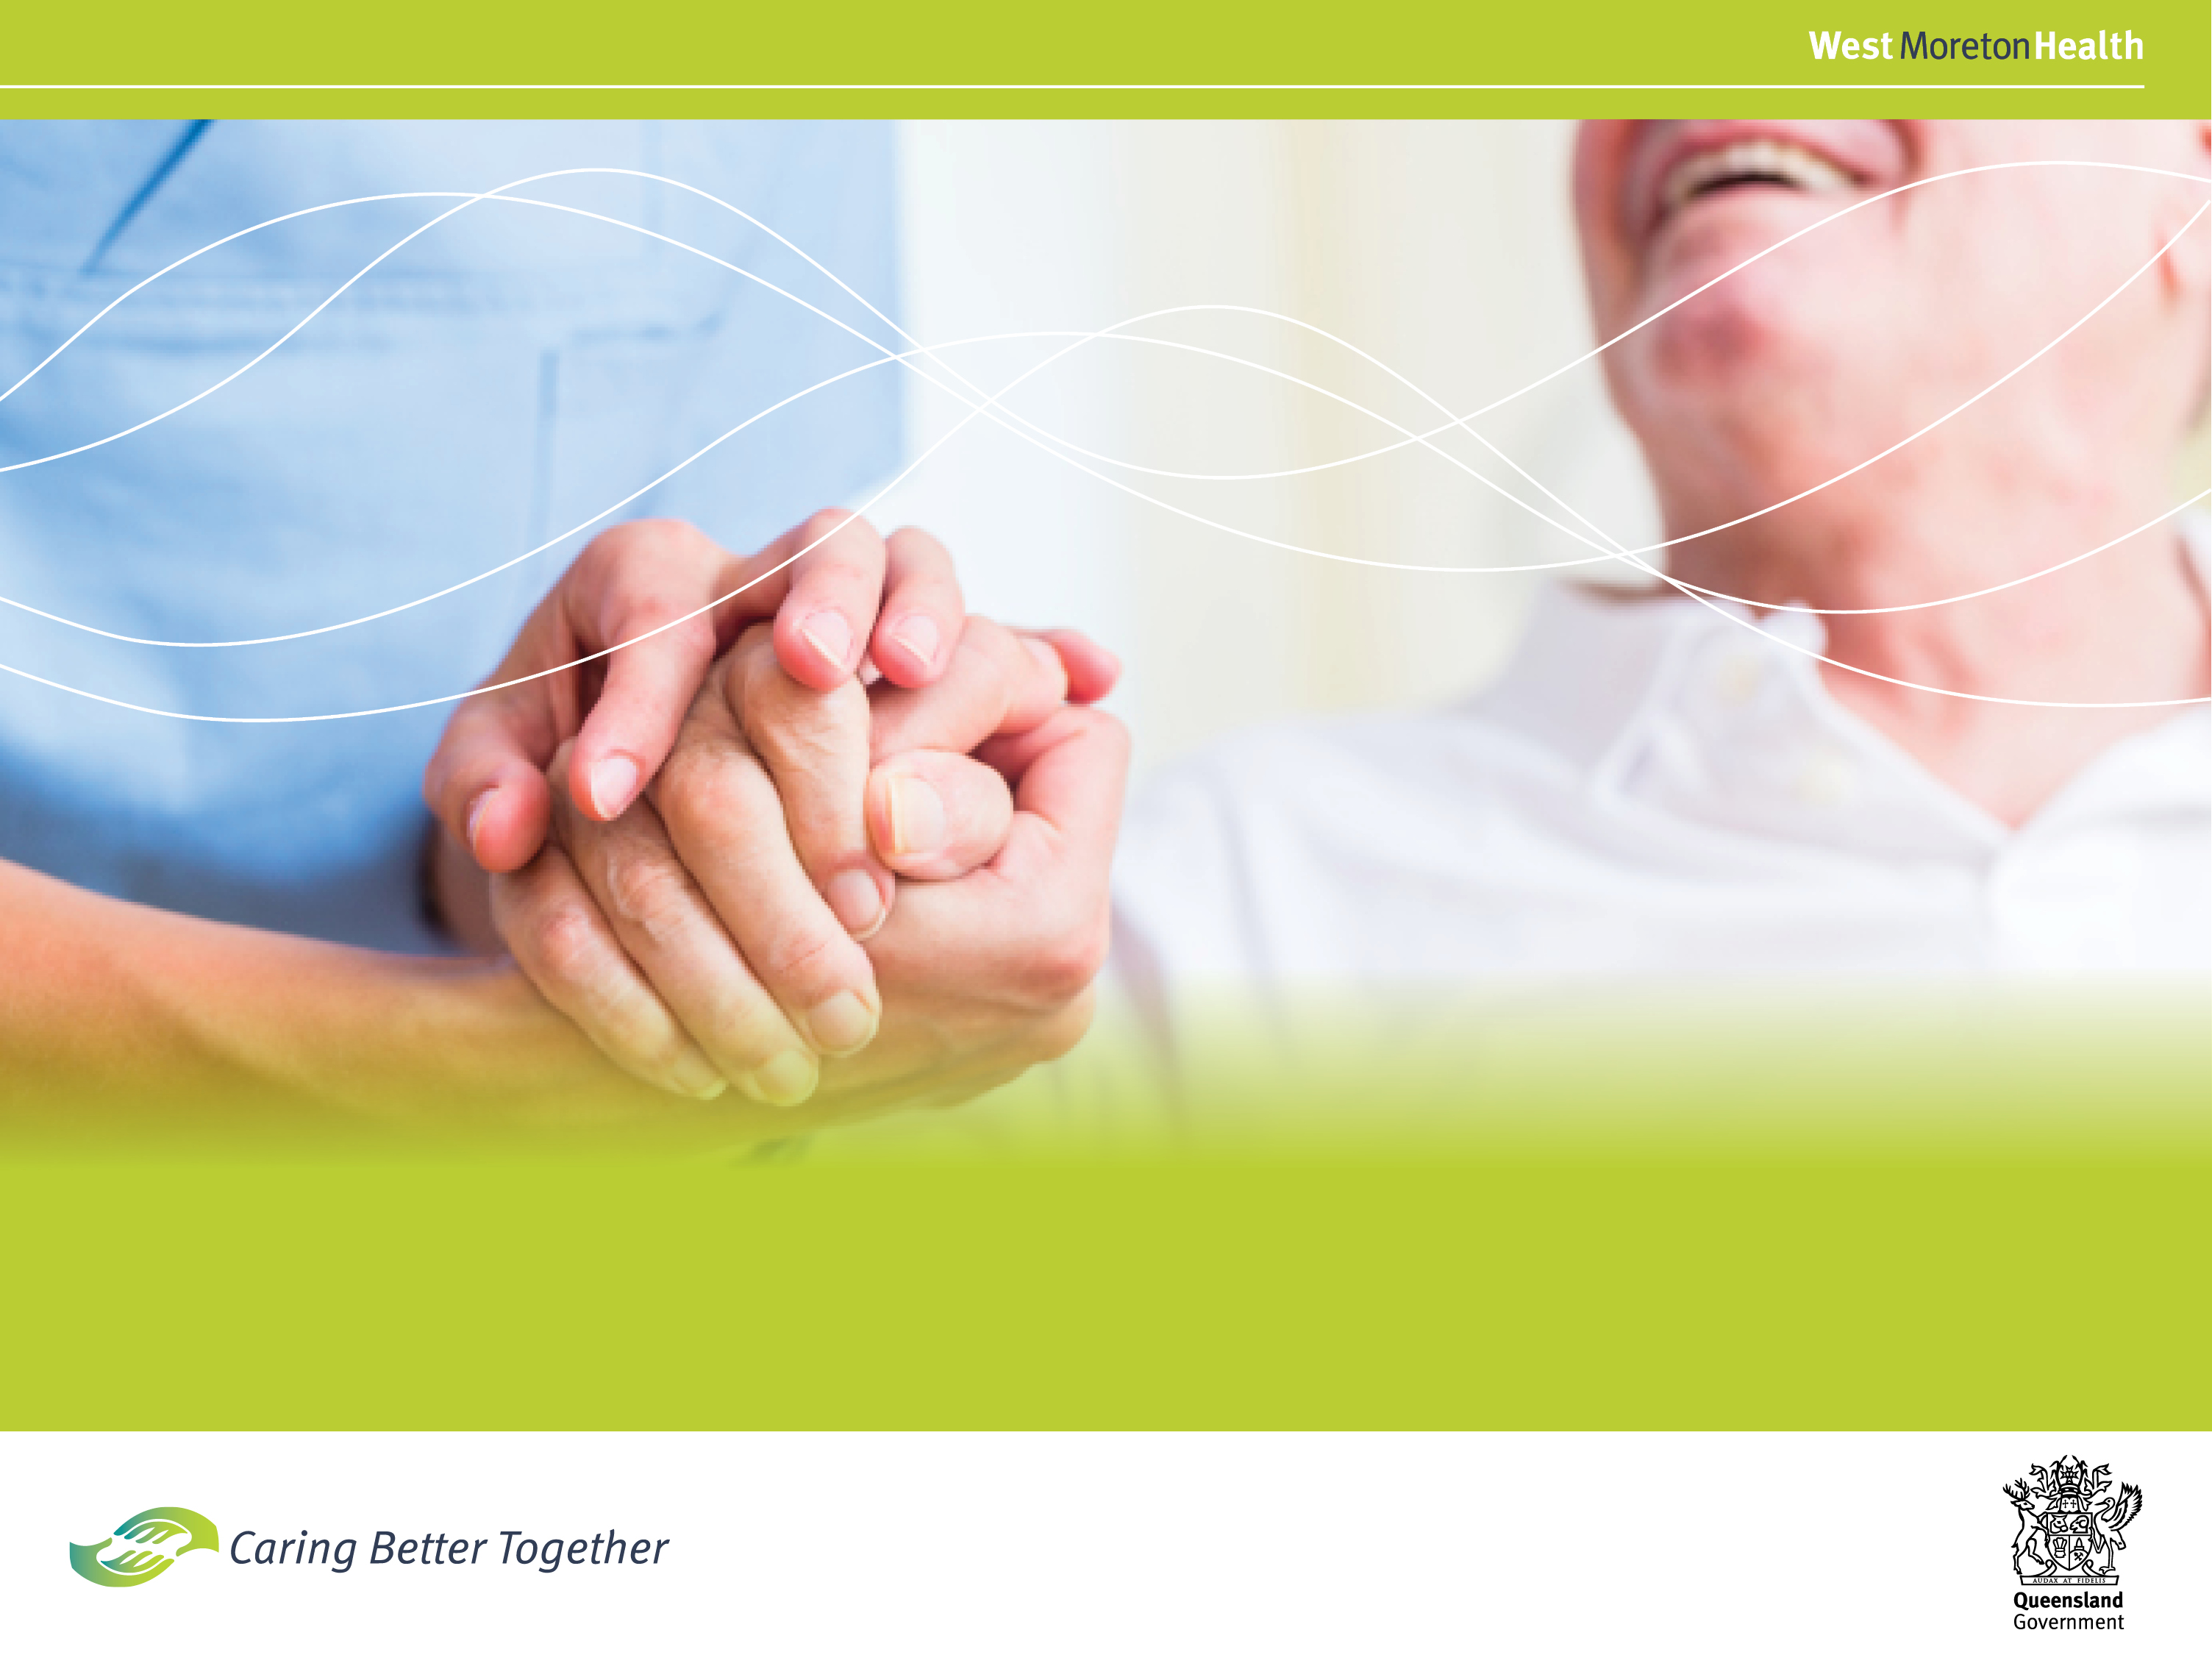 West Moreton Health
Caring Better Together
AUDAX AT FIDELIS
Queensland
Government